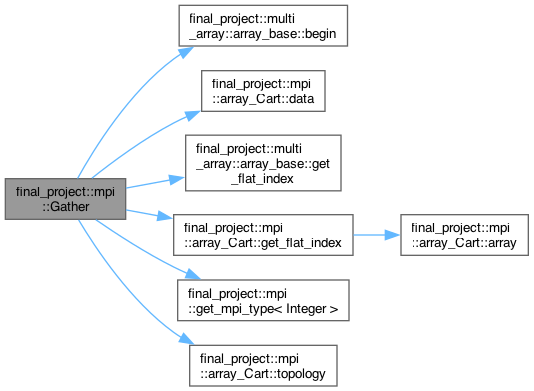 final_project::multi
_array::array_base::begin
final_project::mpi
::array_Cart::data
final_project::multi
_array::array_base::get
_flat_index
final_project::mpi
::Gather
final_project::mpi
::array_Cart::get_flat_index
final_project::mpi
::array_Cart::array
final_project::mpi
::get_mpi_type< Integer >
final_project::mpi
::array_Cart::topology